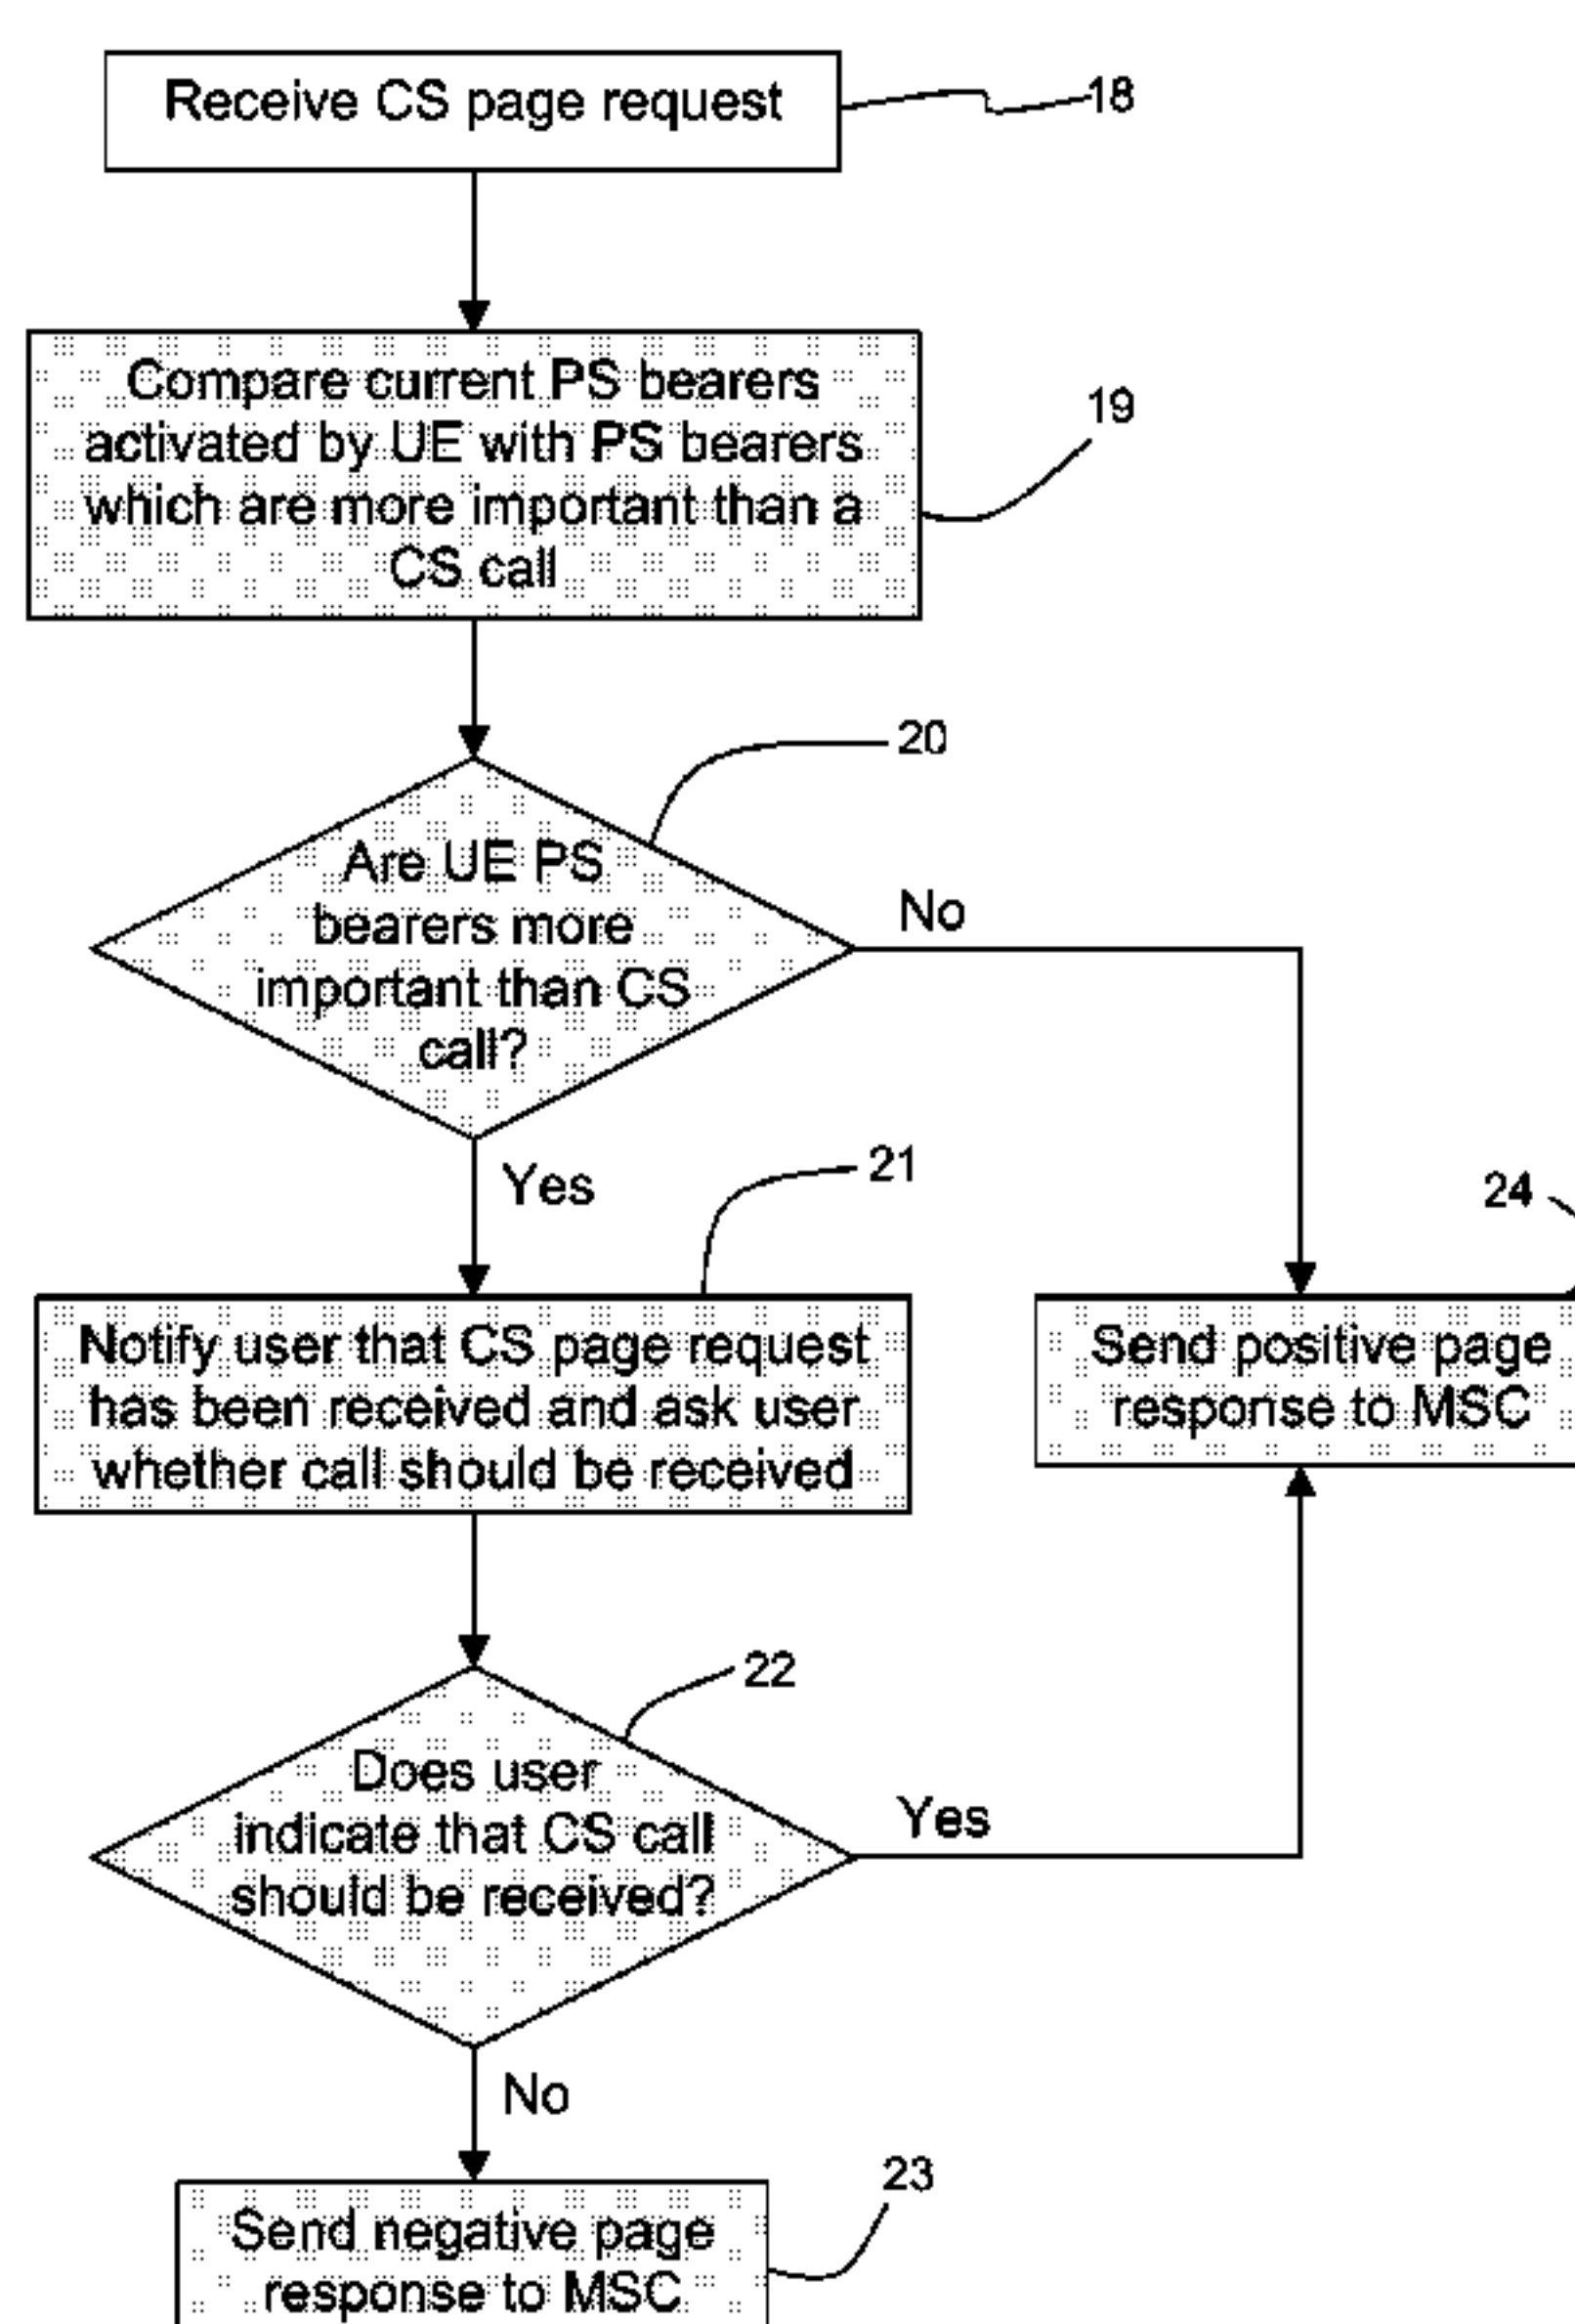 Receive CS page request
18
Compare current PS bearers
activated by UE with PS bearers
which are more important than a
CS call
19
20
Are UE PS
bearers more
important than CS
call?
No
Yes
21
24
Notify user that CS page request
has been received and ask user
whether call should be received
Send positive page
response to MSC
22
Does user
indicate that CS call
should be received?
Yes
No
23
Send negative page
response to MSC